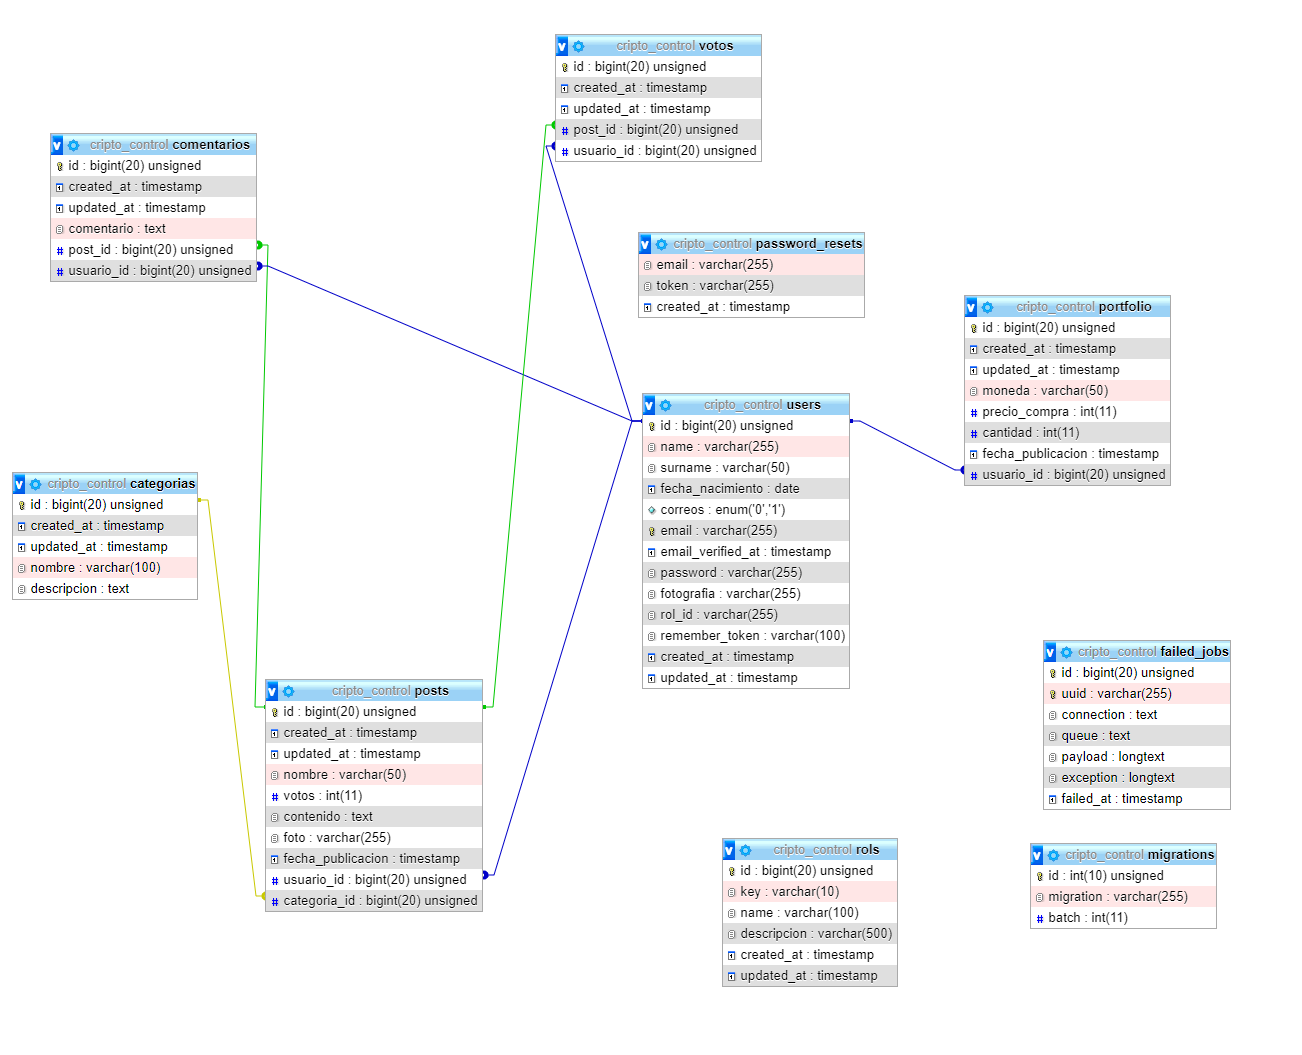 cripto_control votos
id : bigint(20) unsigned
created_at : timestamp
updated_at : timestamp
post_id : bigint(20) unsigned
usuario_id : bigint(20) unsigned
cripto_control comentarios
id : bigint(20) unsigned
created_at : timestamp
updated_at : timestamp
comentario : text
post_id : bigint(20) unsigned
usuario_id : bigint(20) unsigned
cripto_control password_resets
email : varchar(255)
token : varchar(255)
created_at : timestamp
cripto_control portfolio
id : bigint(20) unsigned
created_at : timestamp
updated_at : timestamp
moneda : varchar(50)
precio_compra : int(11)
cantidad : int(11)
fecha_publicacion : timestamp
usuario_id : bigint(20) unsigned
cripto_control users
id : bigint(20) unsigned
name : varchar(255)
surname : varchar(50)
fecha_nacimiento : date
correos : enum('0','1')
email : varchar(255)
email_verified_at : timestamp
password : varchar(255)
fotografia : varchar(255)
rol_id : varchar(255)
remember_token : varchar(100)
created_at : timestamp
updated_at : timestamp
cripto_control categorias
id : bigint(20) unsigned
created_at : timestamp
updated_at : timestamp
nombre : varchar(100)
descripcion : text
cripto_control posts
id : bigint(20) unsigned
created_at : timestamp
updated_at : timestamp
nombre : varchar(50)
votos : int(11)
contenido : text
foto : varchar(255)
fecha_publicacion : timestamp
usuario_id : bigint(20) unsigned
categoria_id : bigint(20) unsigned
cripto_control failed_jobs
id : bigint(20) unsigned
uuid : varchar(255)
connection : text
queue : text
payload : longtext
exception : longtext
failed_at : timestamp
cripto_control rols
id : bigint(20) unsigned
key : varchar(10)
name : varchar(100)
descripcion : varchar(500)
created_at : timestamp
updated_at : timestamp
cripto_control migrations
id : int(10) unsigned
migration : varchar(255)
batch : int(11)